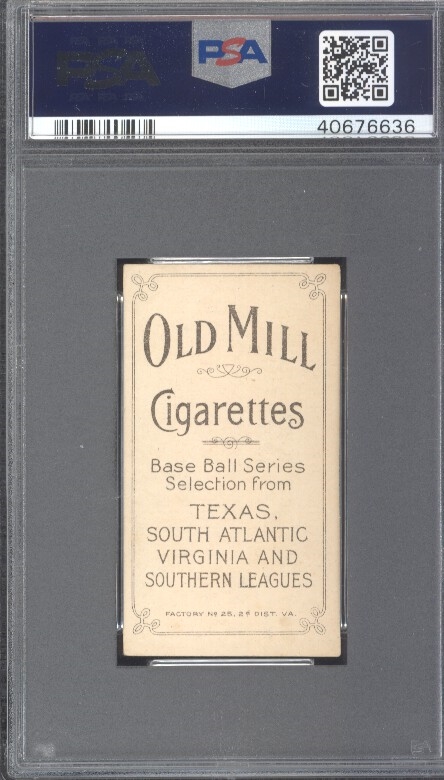 PSA
PSA
40676636
OLD MILL
Cigarettes
Base Ball Series
Selection from
TEXAS,
SOUTH ATLANTIC
VIRGINIA AND
SOUTHERN LEAGUES
FACTORY No 25, 2d DIST. VA.